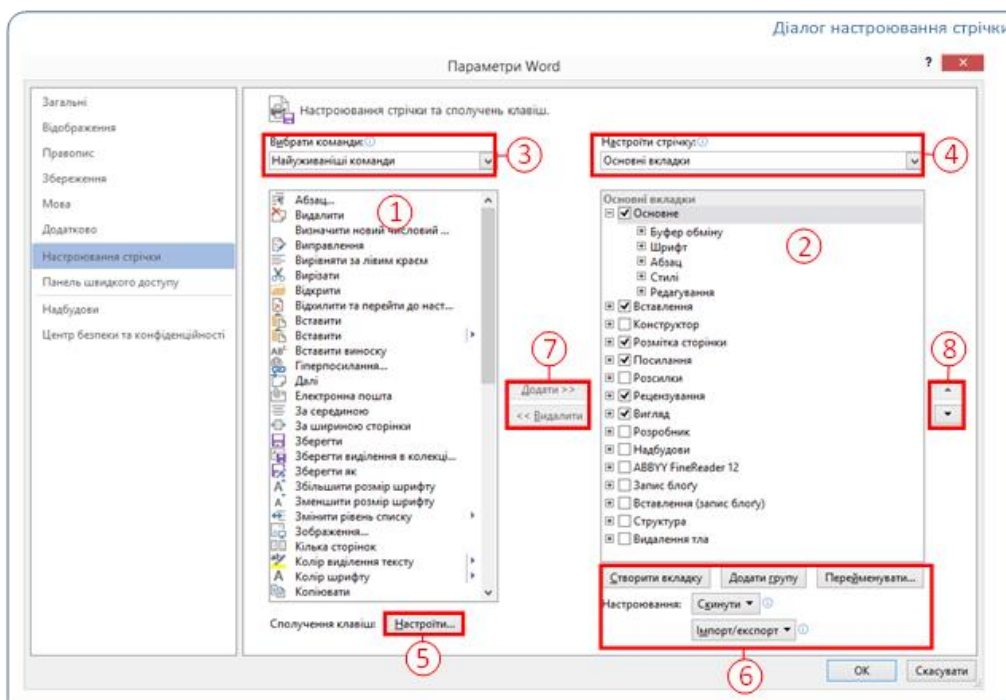 Діалог настроювання стрічки
Параметри Word
?
Загальні
Відображення
Правопис
Збереження
Мова
Додатково
Настроювання стрічки
Панель швидкого доступу
Надбудови
Центр безпеки та конфіденційності
Настроювання стрічки та сполучень клавіш.
Вибрати команди:
Найуживаніші команди
3
1
Абзац...
Видалити
Визначити новий числовий ...
Виправлення
Вирівняти за лівим краєм
Вирізати
Відкрити
Відхилити та перейти до наст...
Вставити
Вставити
Вставити виноску
Гіперпосилання...
Далі
Електронна пошта
За серединою
За шириною сторінки
Зберегти
Зберегти виділення в колекці...
Зберегти як
Збільшити розмір шрифту
Зменшити розмір шрифту
Змінити рівень списку
Зображення...
Кілька сторінок
Колір виділення тексту
Колір шрифту
Копіювати
Сполучення клавіш: Настроїти...
5
7
Додати >>
<< Видалити
Настроїти стрічку:
Основні вкладки
4
Основні вкладки
2
Основне
Буфер обміну
Шрифт
Абзац
Стилі
Редагування
Вставлення
Конструктор
Розмітка сторінки
Посилання
Розсилки
Рецензування
Вигляд
Розробник
Надбудови
ABBYY FineReader 12
Запис блоґу
Вставлення (запис блоґу)
Структура
Видалення тла
8
Створити вкладку Додати групу Перейменувати...
Настроювання: Скинути
Імпорт/експорт
6
OK Скасувати